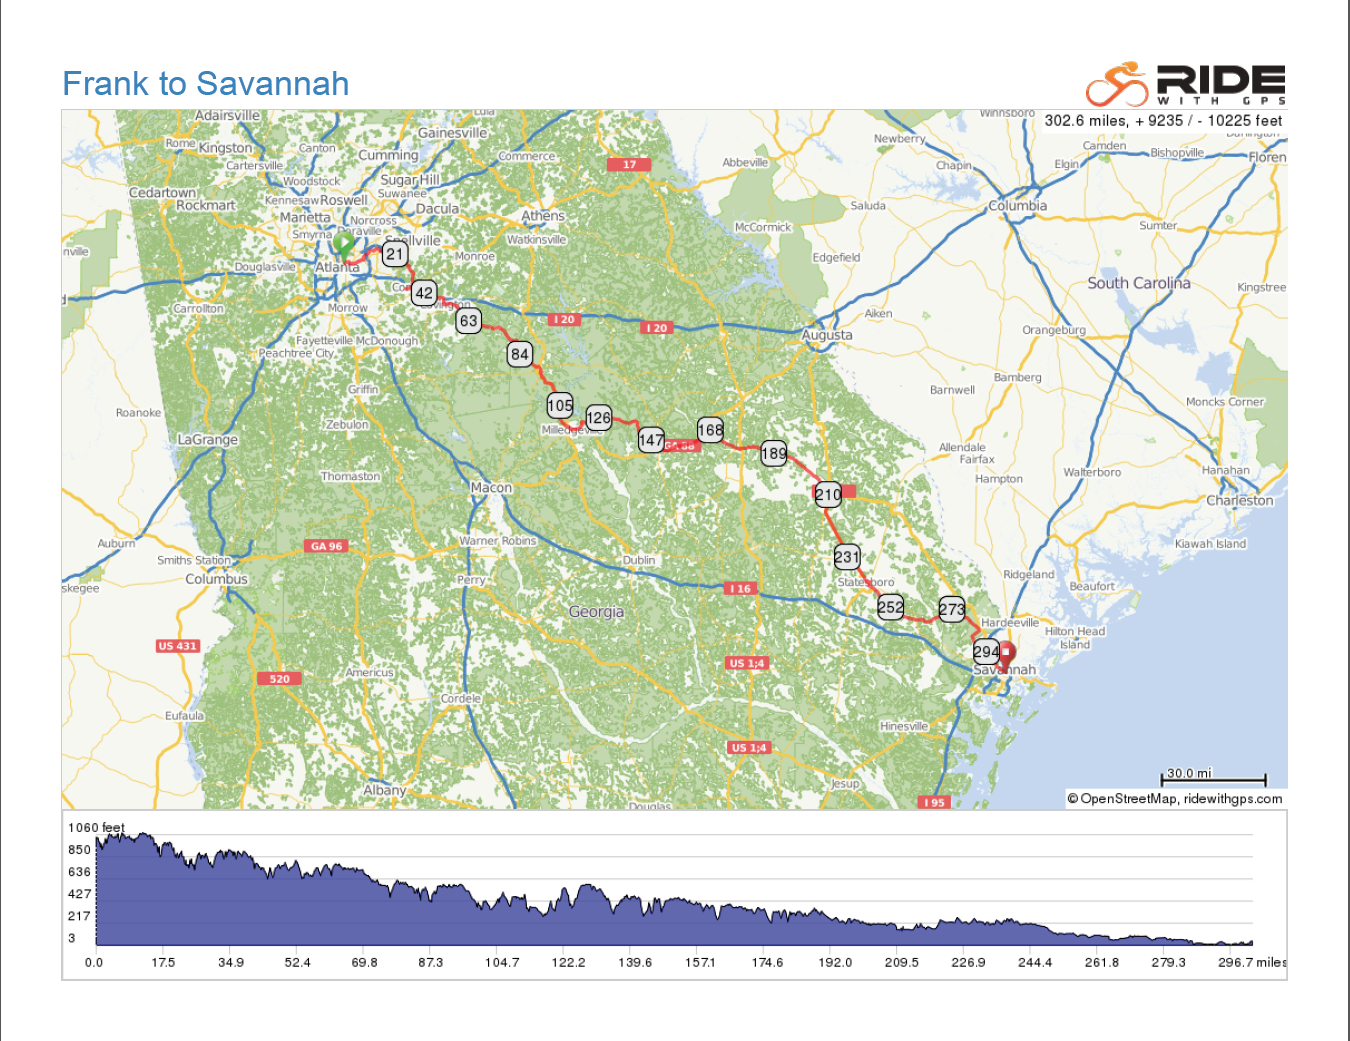 Frank to Savannah
RIDE
WITH GPS
302.6 miles, + 9235 / - 10225 feet
Adairsville
Winnsboro
Gainesville
Newberry
Camden
Rome
Kingston
Canton
Cumming
Commerce
17
Abbeville
Chapin
Elgin
Bishopville
Floren
Cartersville
Woodstock
Sugar Hill
Cedartown
Rockmart
Kennesaw
Roswell
Suwanee
Dacula
Athens
Saluda
Columbia
Manetta
Norcross
McCormick
Sumter
Smyrna
Doraville
Snellville
Watkinsville
nville
Douglasville
Atlanta
21
Monroe
Edgefield
South Carolina
Kingstree
42
Carrollton
Morrow
63
I 20
I 20
Aiken
Augusta
Orangeburg
Fayetteville
McDonough
Peachtree City
84
Griffin
Barnwell
Bamberg
Moncks Corner
Roanoke
105
126
Zebulon
Milledgeville
168
LaGrange
147
GA 88
189
Allendale
Fairfax
Thomaston
Hampton
Walterboro
Hanahan
Macon
210
Charleston
Auburn
GA 96
Warner Robins
231
Kiawah Island
Smiths Station
Dublin
Columbus
Perry
Statesboro
Ridgeland
skegee
I 16
Beaufort
Georgia
252
273
Hardeeville
Hilton Head
Island
US 431
294
US 1;4
Savannah
520
Americus
Cordele
Eufaula
Hinesville
US 1;4
30.0 mi
Albany
Jesup
Douglas
I 95
© OpenStreetMap, ridewithgps.com
1060 feet
850
636
427
217
3
0.0 17.5 34.9 52.4 69.8 87.3 104.7 122.2 139.6 157.1 174.6 192.0 209.5 226.9 244.4 261.8 279.3 296.7 miles